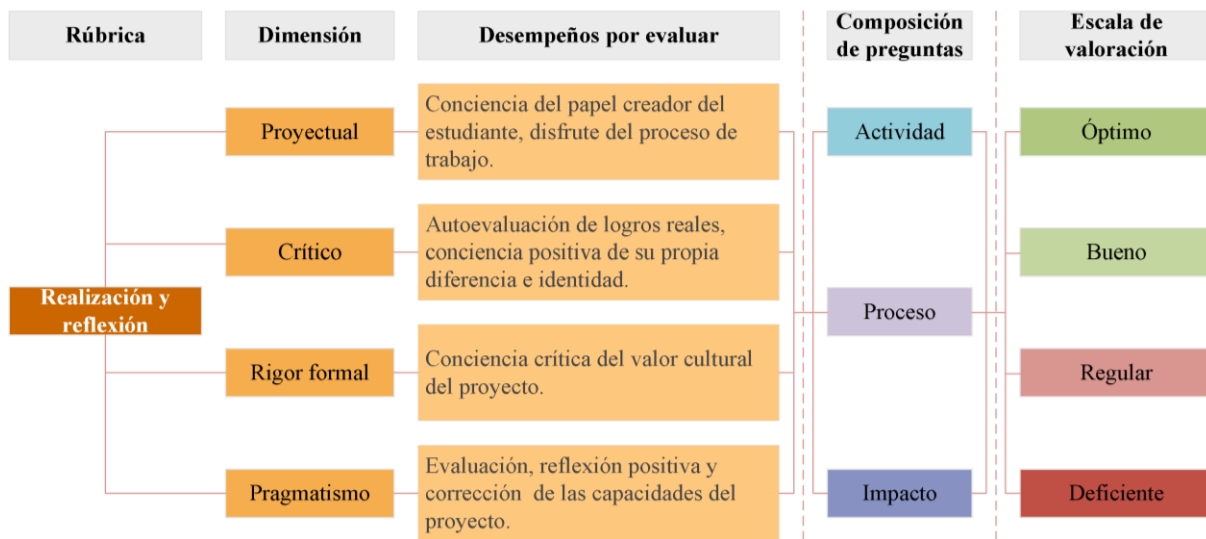 Rúbrica
Dimensión
Desempeños por evaluar
Composición
de preguntas
Escala de
valoración
Realización y
reflexión
Proyectual
Conciencia del papel creador del
estudiante, disfrute del proceso de
trabajo.
Crítico
Autoevaluación de logros reales,
conciencia positiva de su propia
diferencia e identidad.
Rigor formal
Conciencia crítica del valor cultural
del proyecto.
Pragmatismo
Evaluación, reflexión positiva y
corrección de las capacidades del
proyecto.
Actividad
Proceso
Impacto
Óptimo
Bueno
Regular
Deficiente